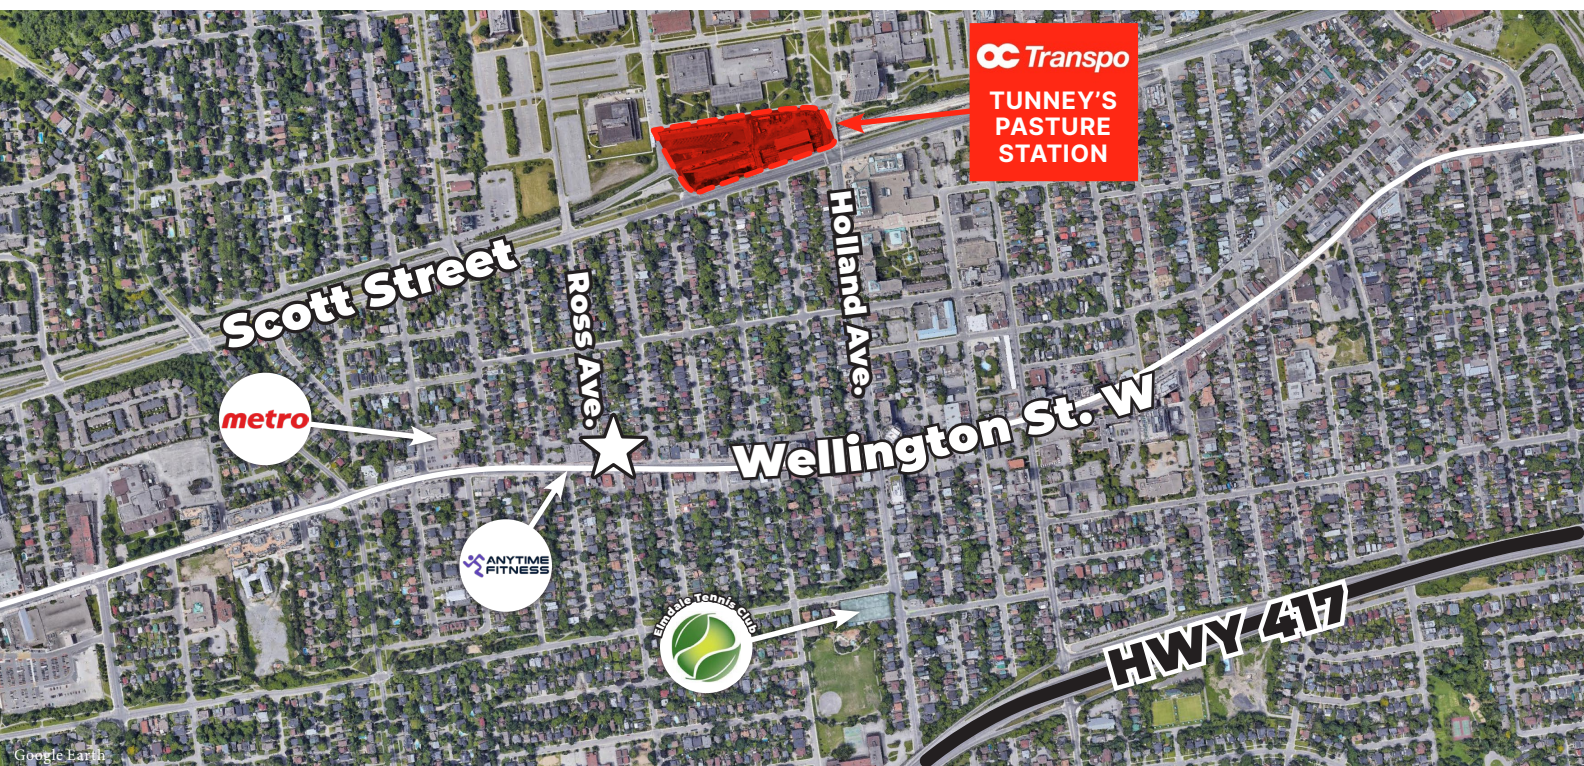 OC Transpo
TUNNEY'S
PASTURE
STATION
Holland Ave.
Scott Street
Ross Ave.
metro
Wellington St. W
ANYTIME
FITNESS
Elmdale Tennis Club
HWY 417
Google Earth